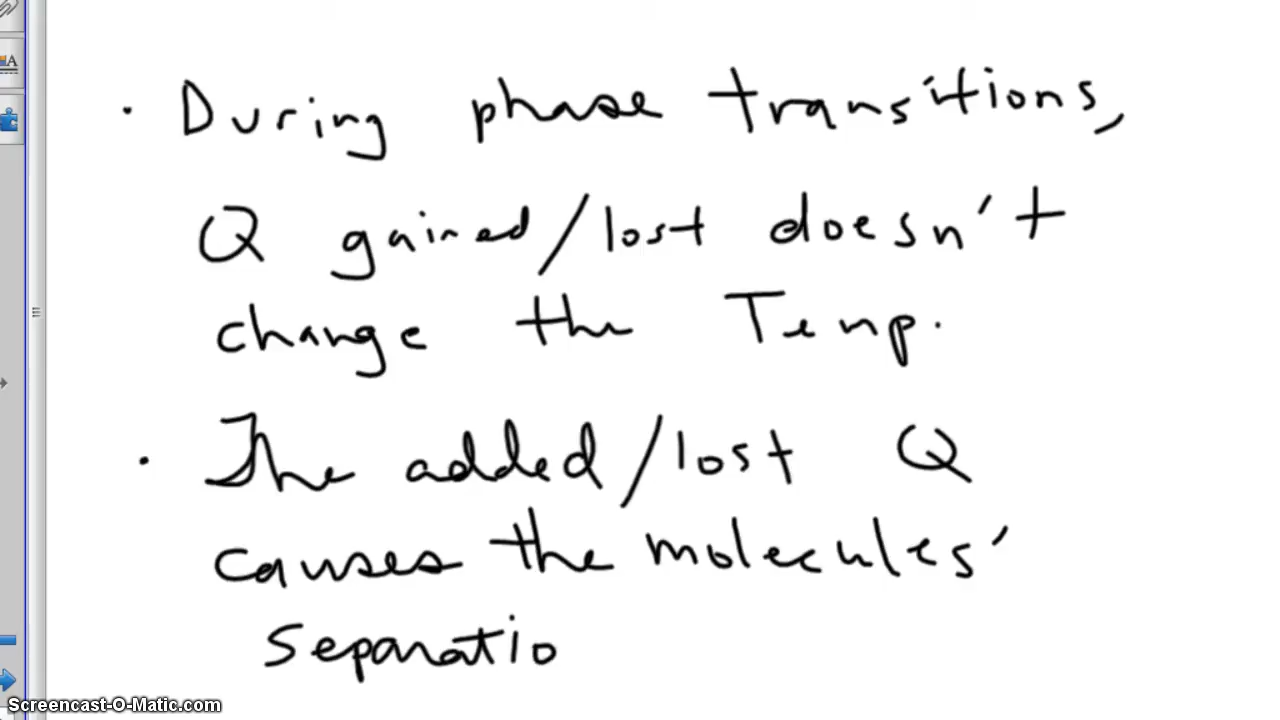 · During phase transitions,
Q gained/lost doesn't
change the Temp.
· The added/lost Q
causes the molecules'
separatio
Screencast-O-Matic.com